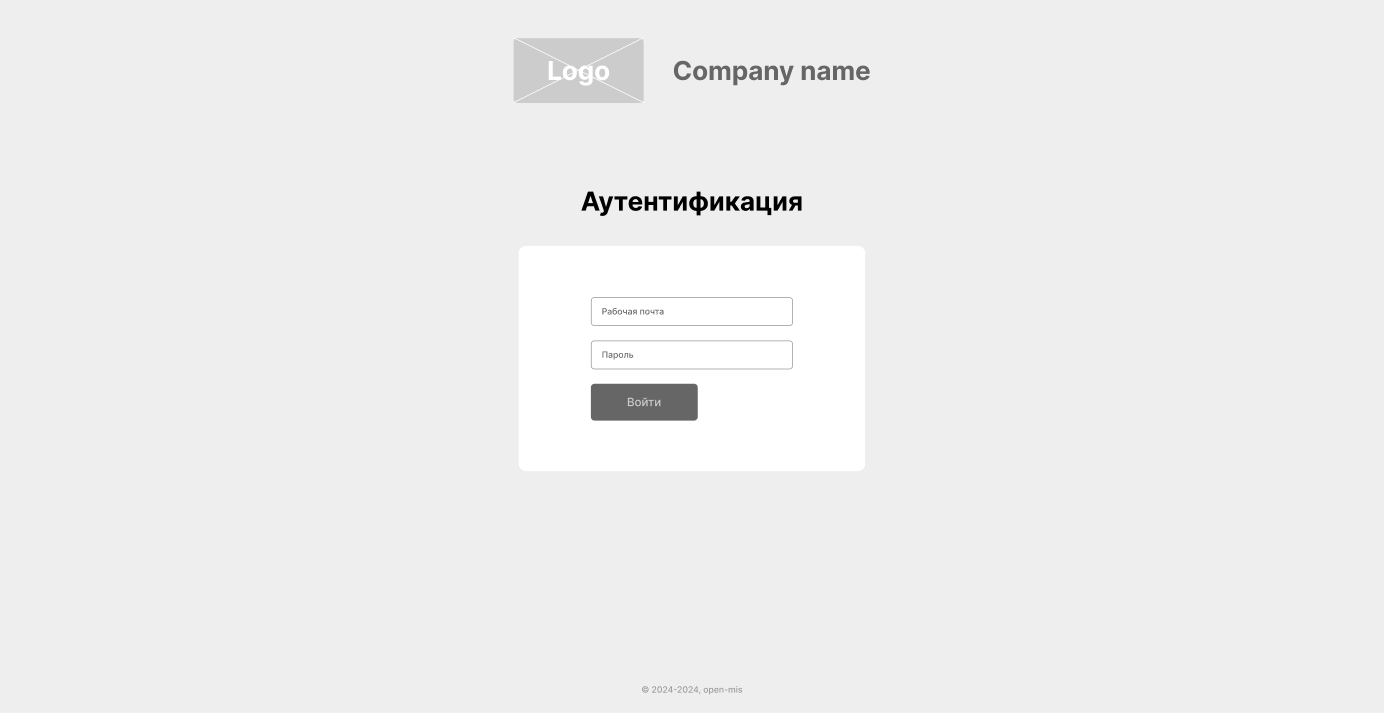 Logo
Company name
Аутентификация
Рабочая почта
Пароль
Войти
© 2024-2024, open-mis